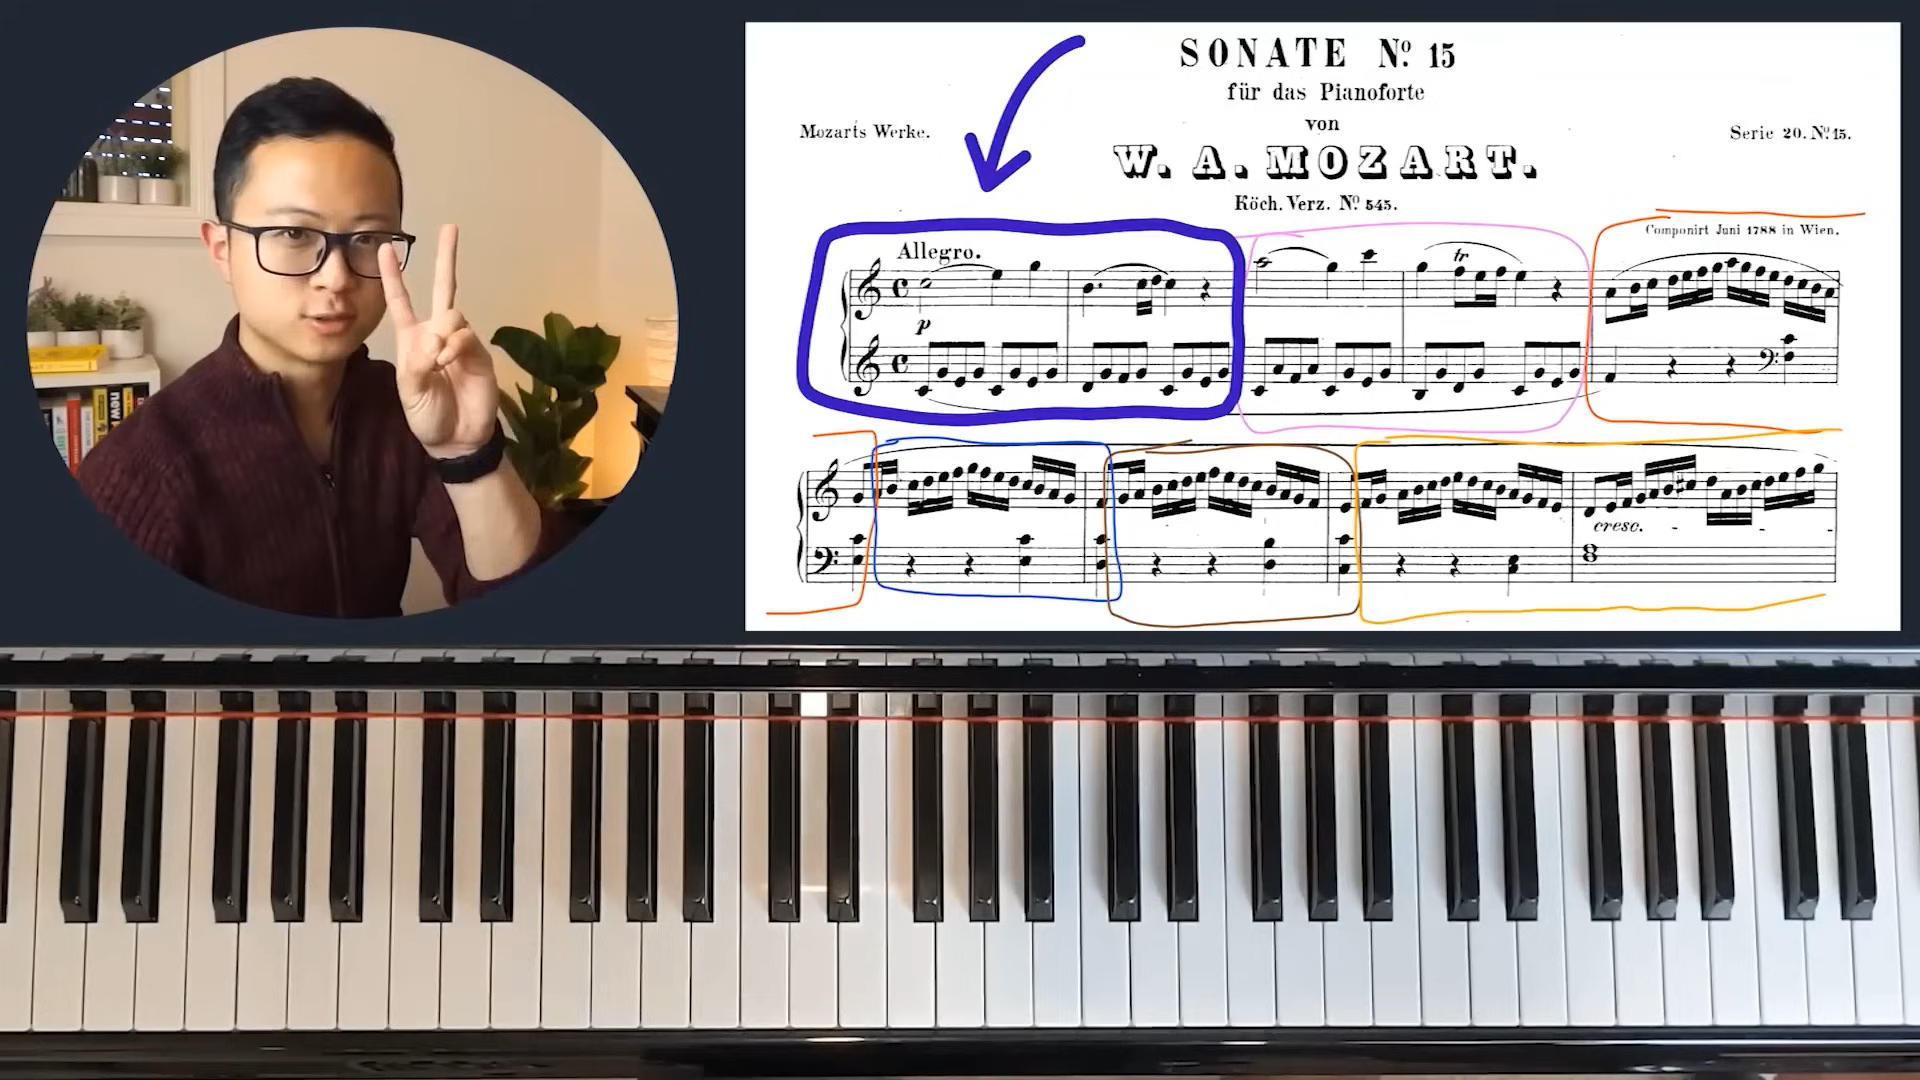 SONATE Nº 15
für das Pianoforte
von
Mozarts Werke.
Serie 20. Nº 15.
W. A. MOZART.
Köch. Verz. Nº 545.
Componirt Juni 1788 in Wien.
Allegro.
tr
p
cresc.
new